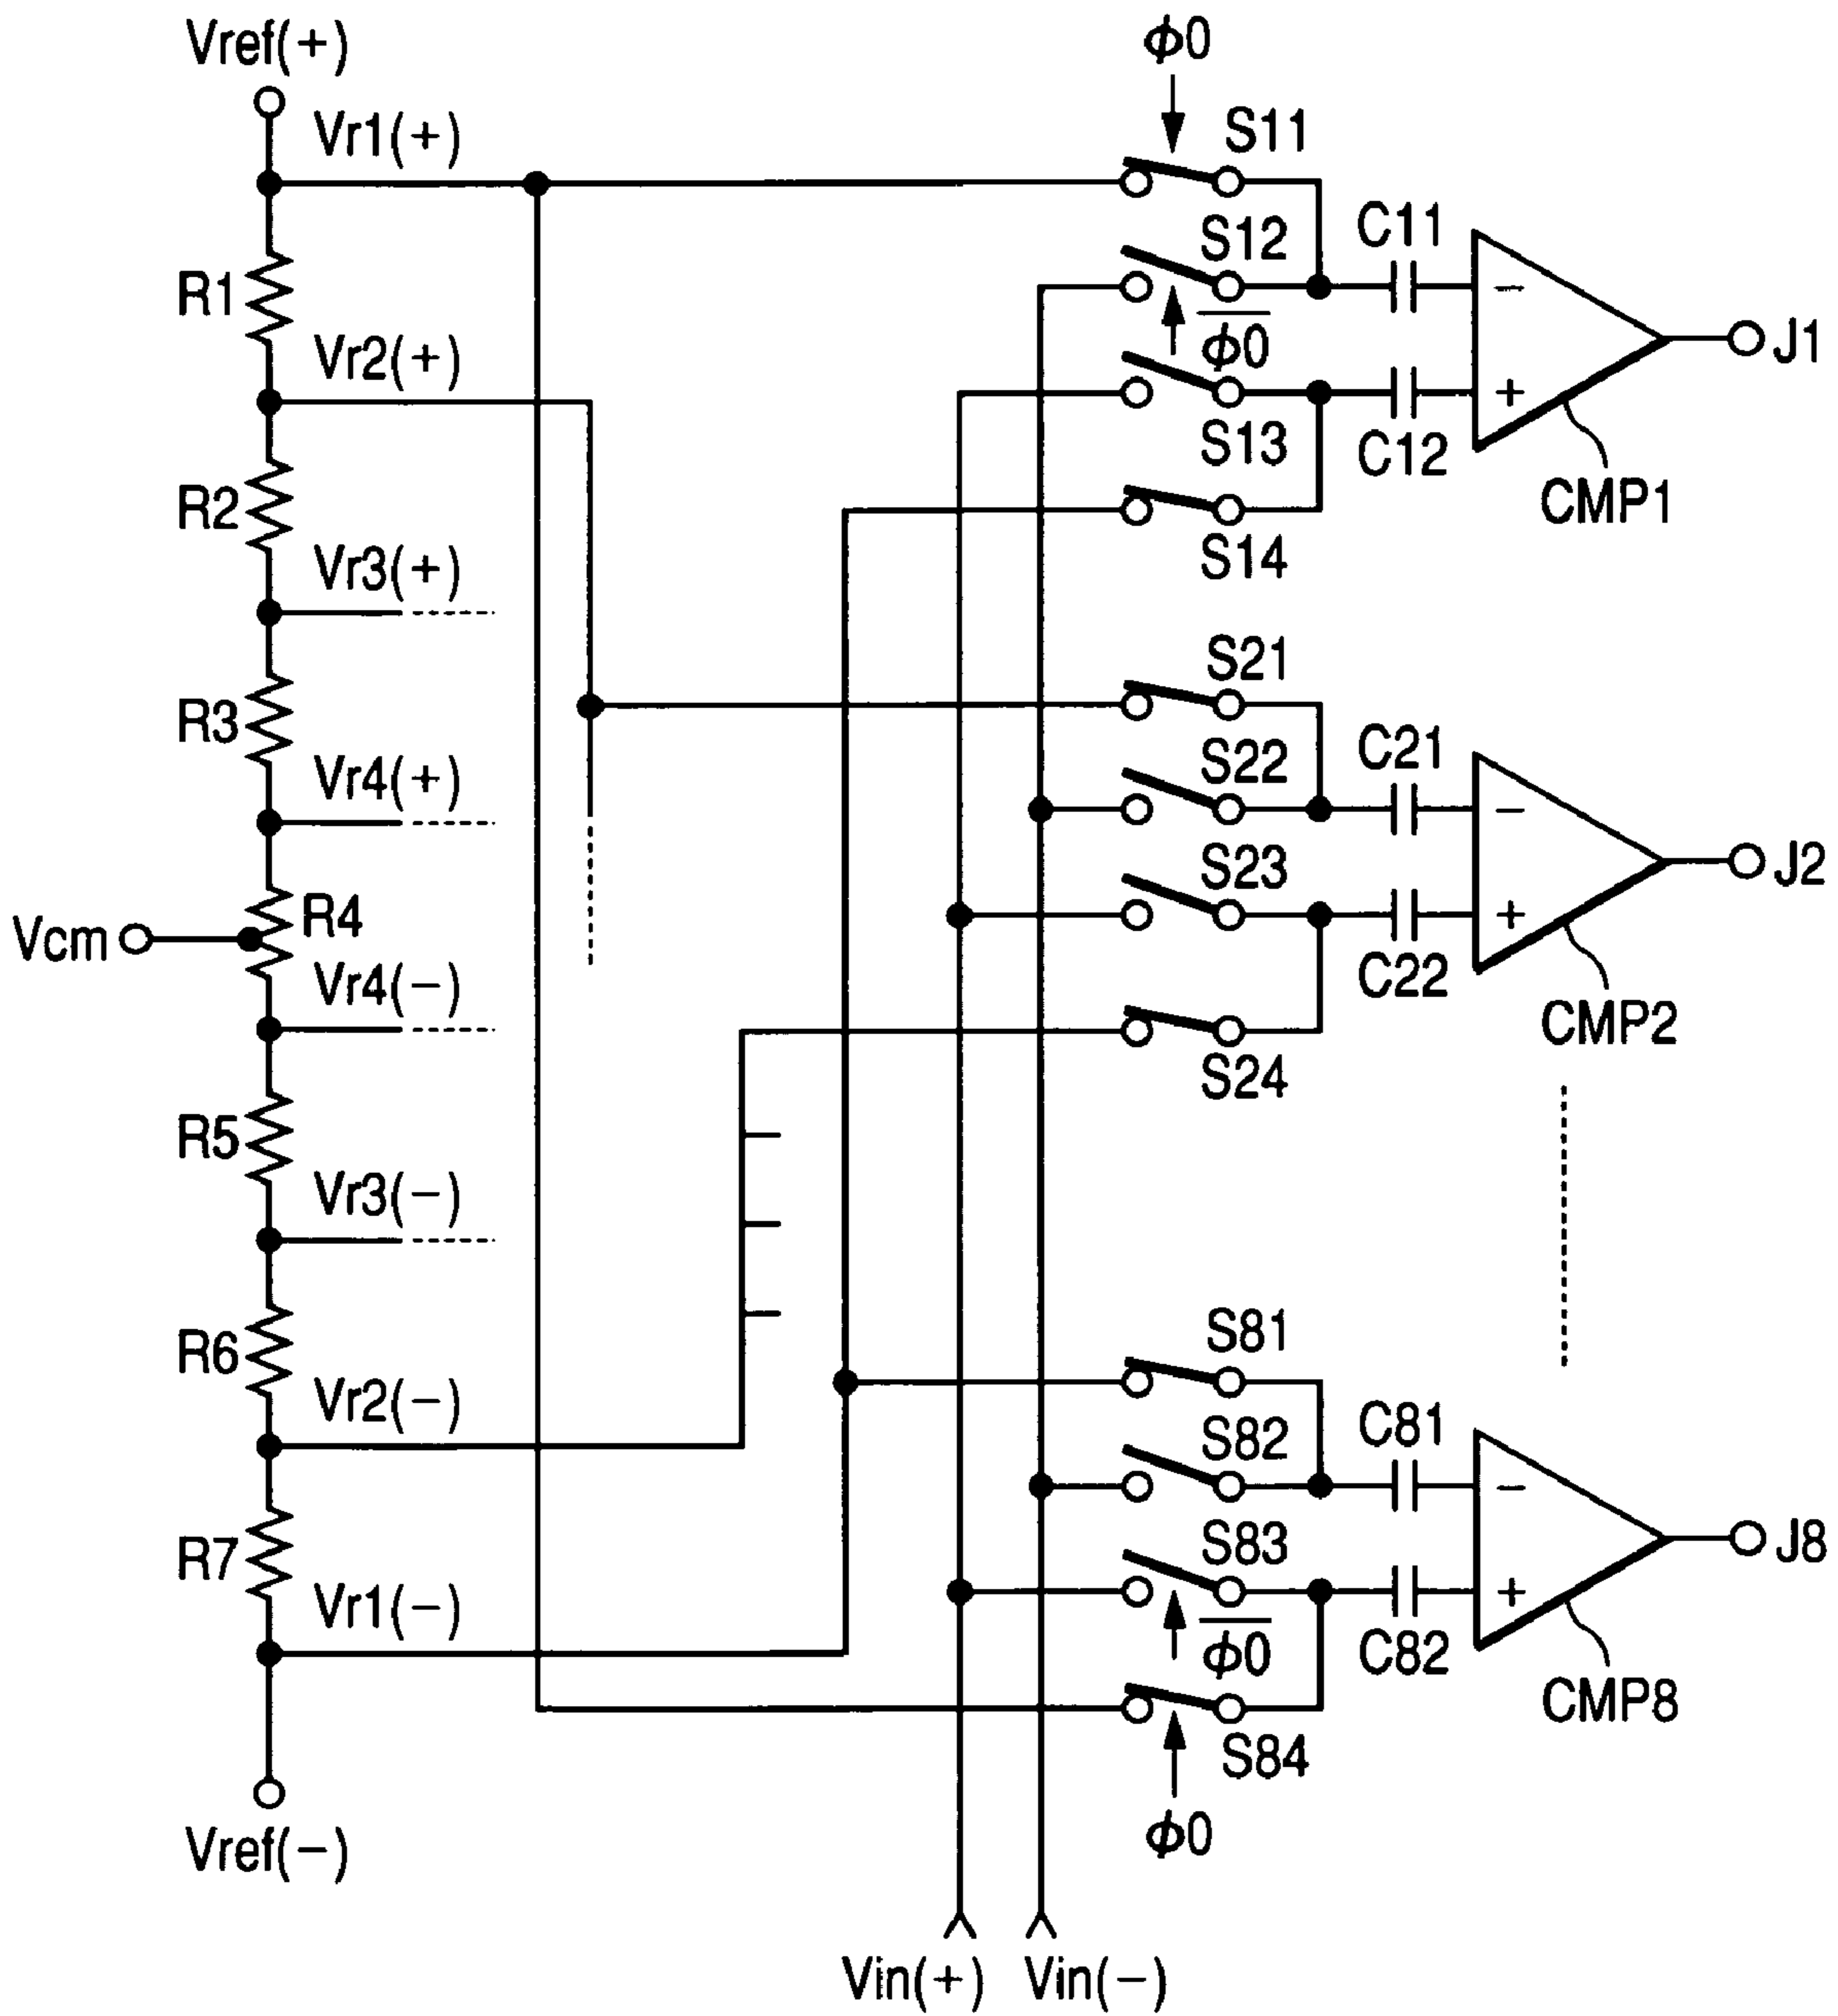 Vref(+)
ϕ0
Vr1(+)
S11
R1
S12
C11
−
ϕ0
J1
Vr2(+)
+
S13
C12
CMP1
R2
S14
Vr3(+)
S21
R3
S22
C21
−
Vr4(+)
S23
J2
R4
+
Vcm
Vr4(−)
C22
CMP2
S24
R5
Vr3(−)
S81
R6
Vr2(−)
S82
C81
−
S83
J8
R7
+
Vr1(−)
ϕ0
C82
CMP8
S84
ϕ0
Vref(−)
Vin(+)
Vin(−)